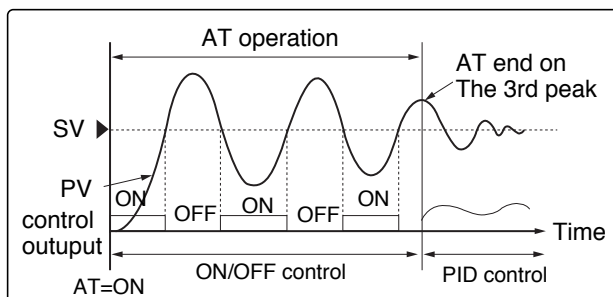 AT operation
AT end on
The 3rd peak
SV
PV
ON
OFF
ON
OFF
ON
control
outuput
Time
ON/OFF control
PID control
AT=ON